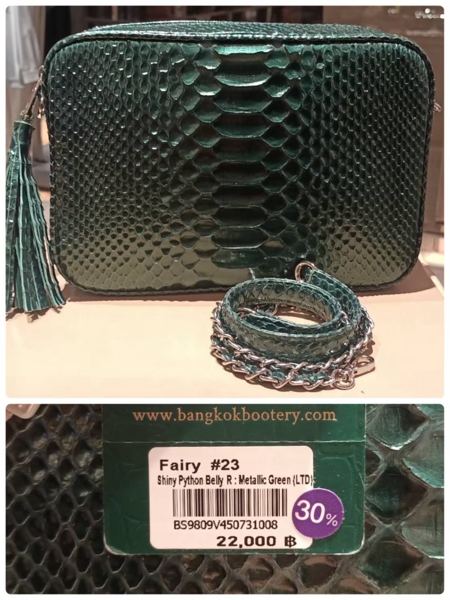 www.bangkokbootery.com
Fairy #23
Shiny Python Belly R : Metallic Green (LTD)
BS9809V450731008
30%
22,000 ฿